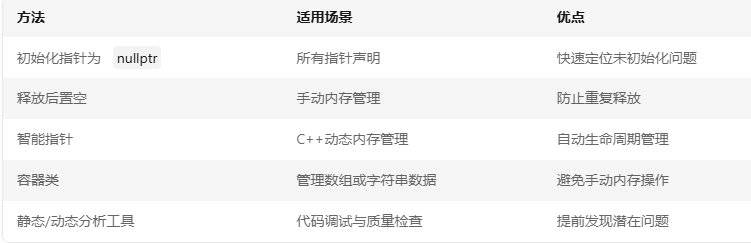 方法 适用场景 优点
初始化指针为 nullptr 所有指针声明 快速定位未初始化问题
释放后置空 手动内存管理 防止重复释放
智能指针 C++动态内存管理 自动生命周期管理
容器类 管理数组或字符串数据 避免手动内存操作
静态/动态分析工具 代码调试与质量检查 提前发现潜在问题